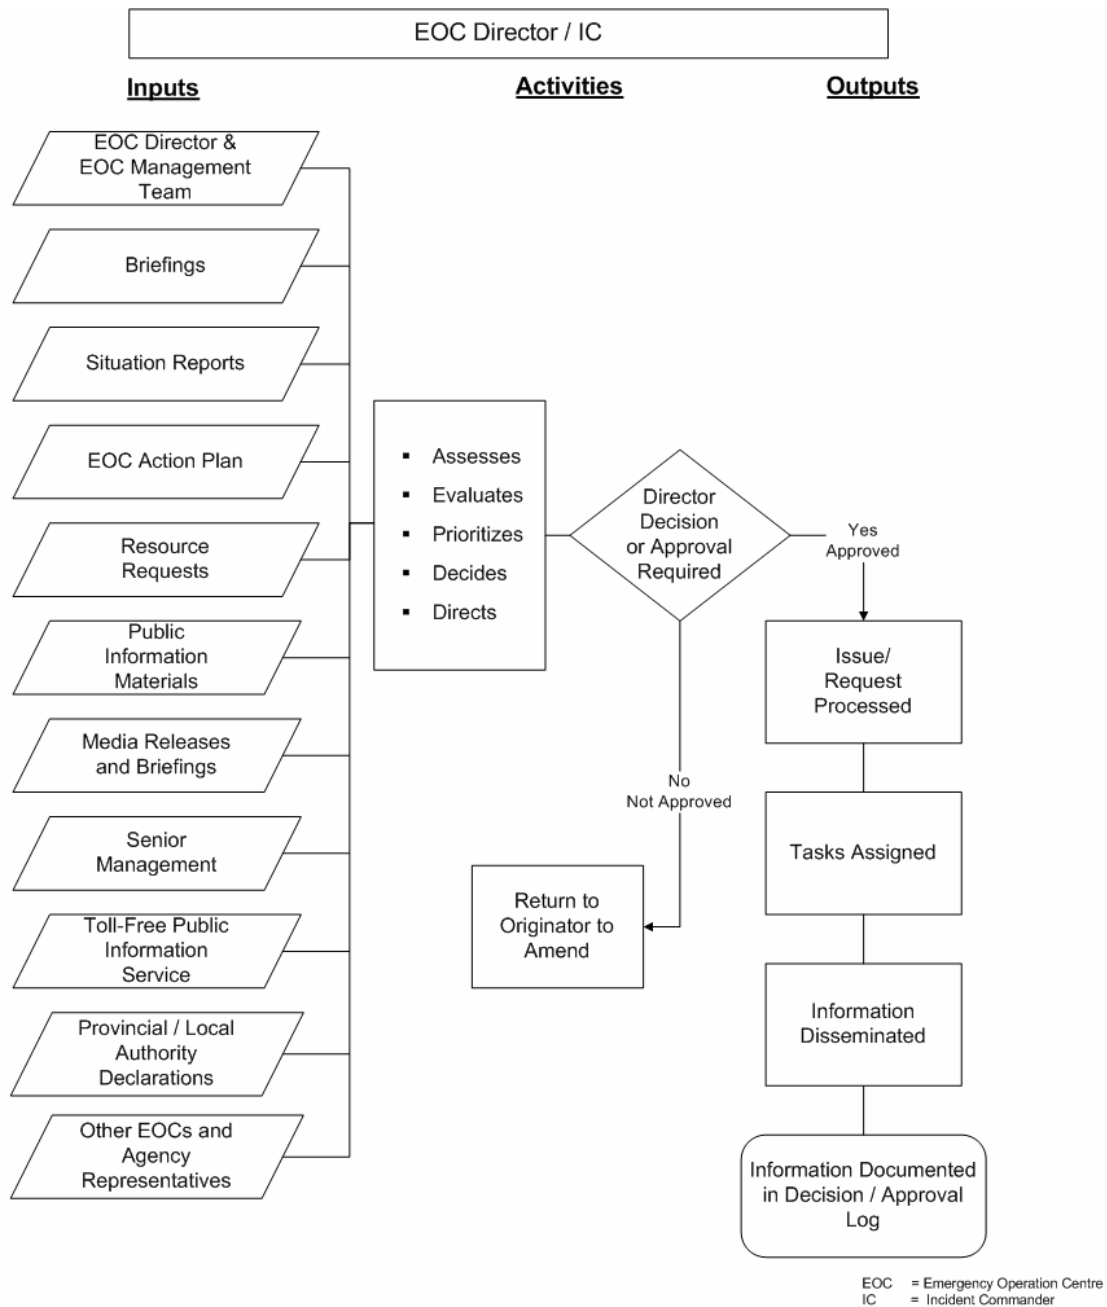 EOC Director / IC
Inputs
Activities
Outputs
EOC Director &
EOC Management
Team
Briefings
Situation Reports
EOC Action Plan
Resource
Requests
Public
Information
Materials
Media Releases
and Briefings
Senior
Management
Toll-Free Public
Information
Service
Provincial / Local
Authority
Declarations
Other EOCs and
Agency
Representatives
▪ Assesses
▪ Evaluates
▪ Prioritizes
▪ Decides
▪ Directs
Director
Decision
or Approval
Required
Yes
Approved
No
Not Approved
Return to
Originator to
Amend
Issue/
Request
Processed
Tasks Assigned
Information
Disseminated
Information Documented
in Decision / Approval
Log
EOC = Emergency Operation Centre
IC = Incident Commander